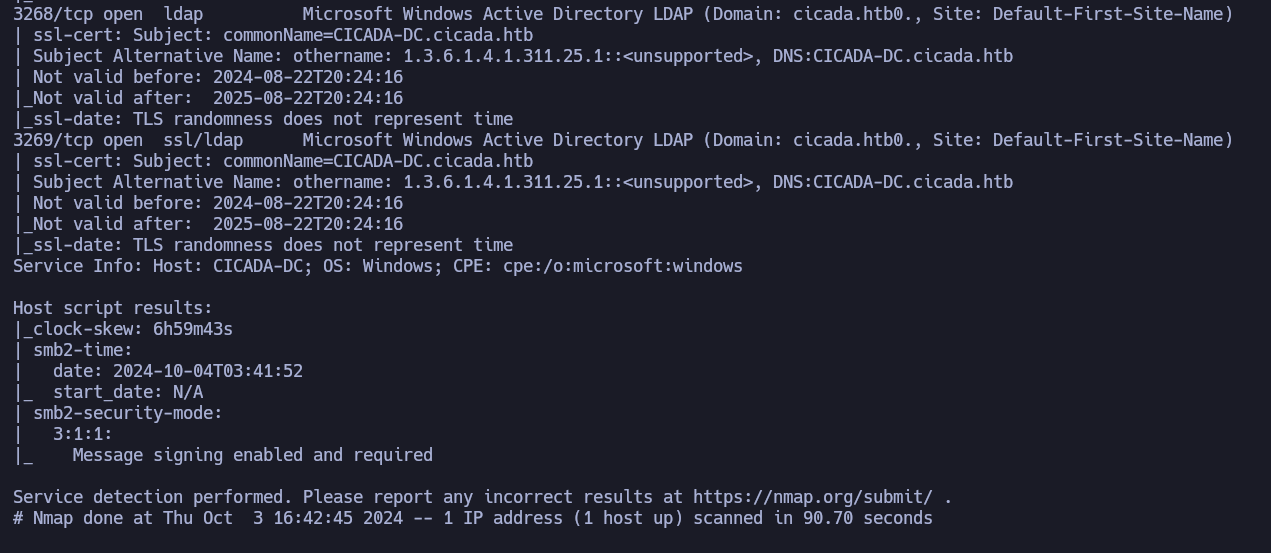 3268/tcp open  ldap          Microsoft Windows Active Directory LDAP (Domain: cicada.htb0., Site: Default-First-Site-Name)
| ssl-cert: Subject: commonName=CICADA-DC.cicada.htb
| Subject Alternative Name: othername: 1.3.6.1.4.1.311.25.1::<unsupported>, DNS:CICADA-DC.cicada.htb
| Not valid before: 2024-08-22T20:24:16
|_Not valid after:  2025-08-22T20:24:16
|_ssl-date: TLS randomness does not represent time
3269/tcp open  ssl/ldap      Microsoft Windows Active Directory LDAP (Domain: cicada.htb0., Site: Default-First-Site-Name)
| ssl-cert: Subject: commonName=CICADA-DC.cicada.htb
| Subject Alternative Name: othername: 1.3.6.1.4.1.311.25.1::<unsupported>, DNS:CICADA-DC.cicada.htb
| Not valid before: 2024-08-22T20:24:16
|_Not valid after:  2025-08-22T20:24:16
|_ssl-date: TLS randomness does not represent time
Service Info: Host: CICADA-DC; OS: Windows; CPE: cpe:/o:microsoft:windows

Host script results:
|_clock-skew: 6h59m43s
| smb2-time:
|   date: 2024-10-04T03:41:52
|_  start_date: N/A
| smb2-security-mode:
|   3:1:1:
|_    Message signing enabled and required

Service detection performed. Please report any incorrect results at https://nmap.org/submit/ .
# Nmap done at Thu Oct  3 16:42:45 2024 -- 1 IP address (1 host up) scanned in 90.70 seconds